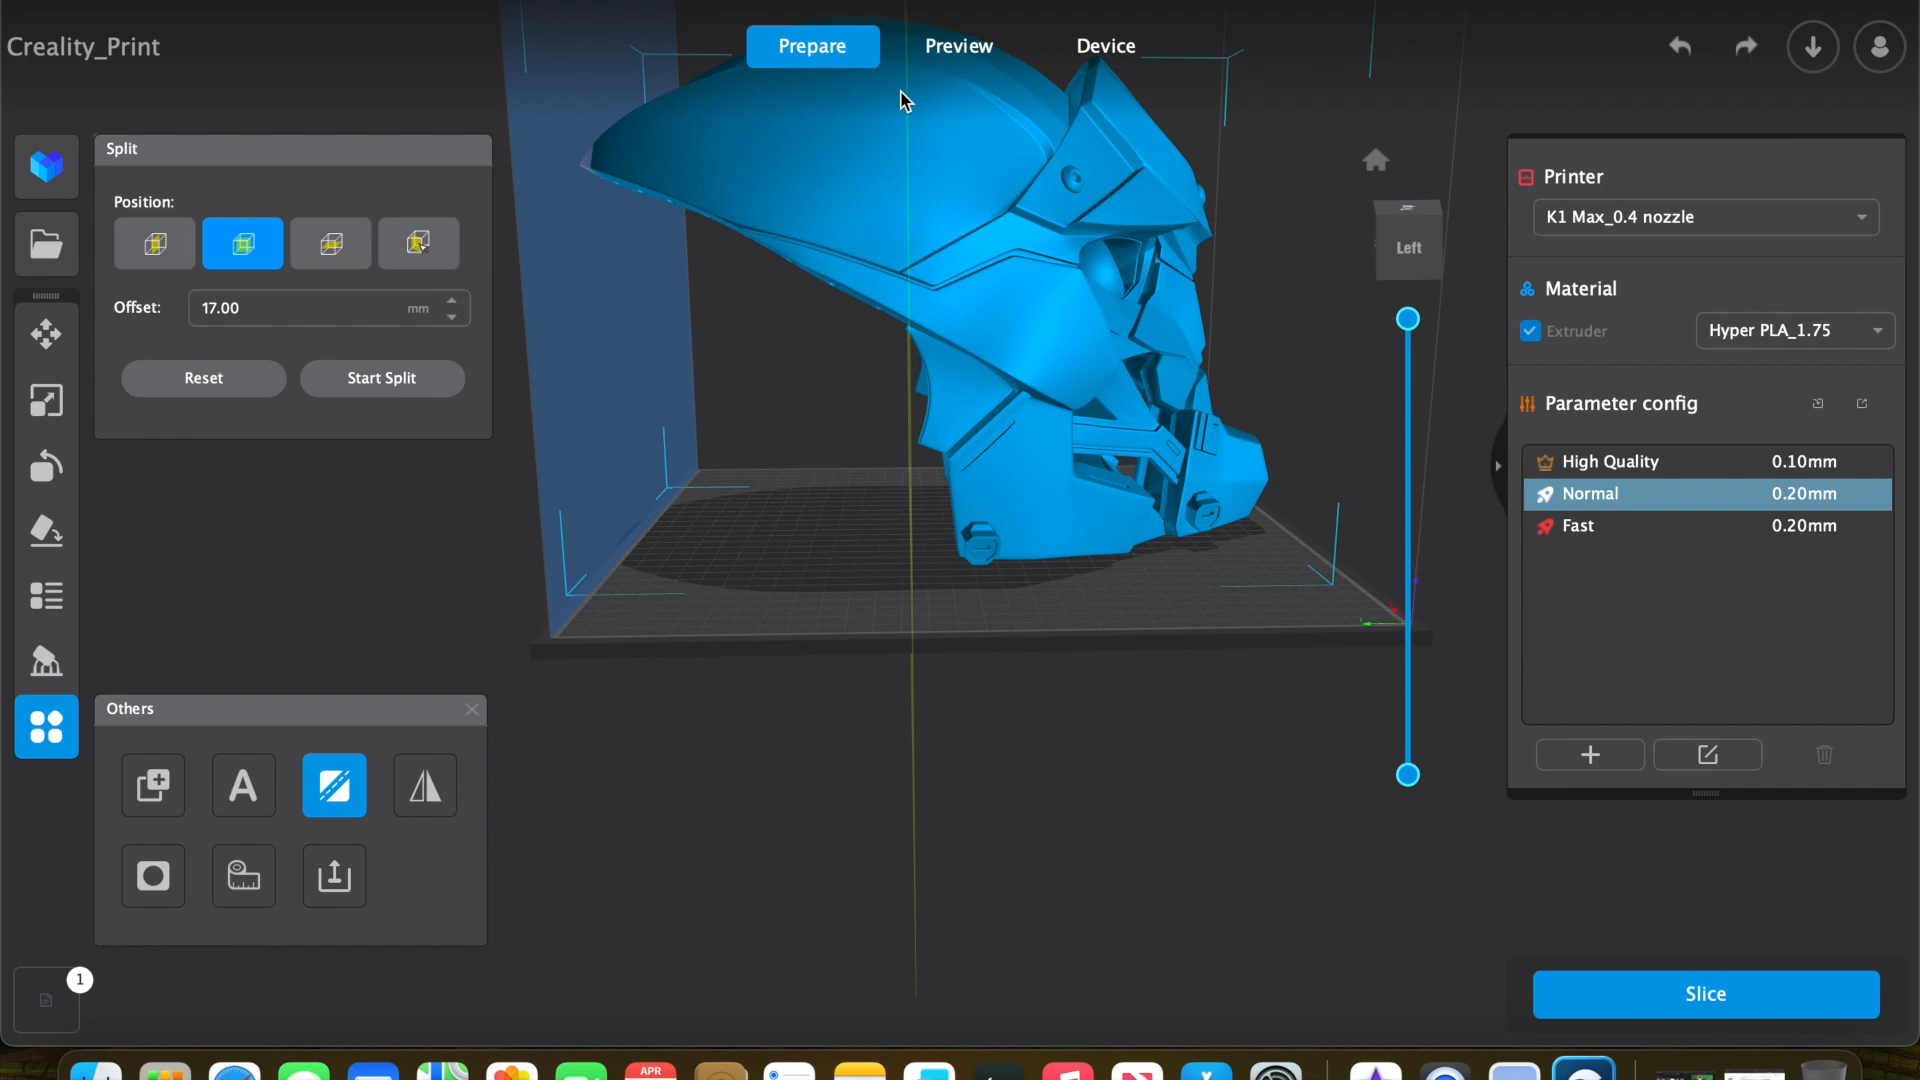 Creality_Print
Prepare
Preview
Device
Split
Position:
Offset:
17.00
mm
Reset
Start Split
Left
Printer
K1 Max_0.4 nozzle
Material
Extruder
Hyper PLA_1.75
Parameter config
High Quality 0.10mm
Normal 0.20mm
Fast 0.20mm
Others
A
1
Slice
APR